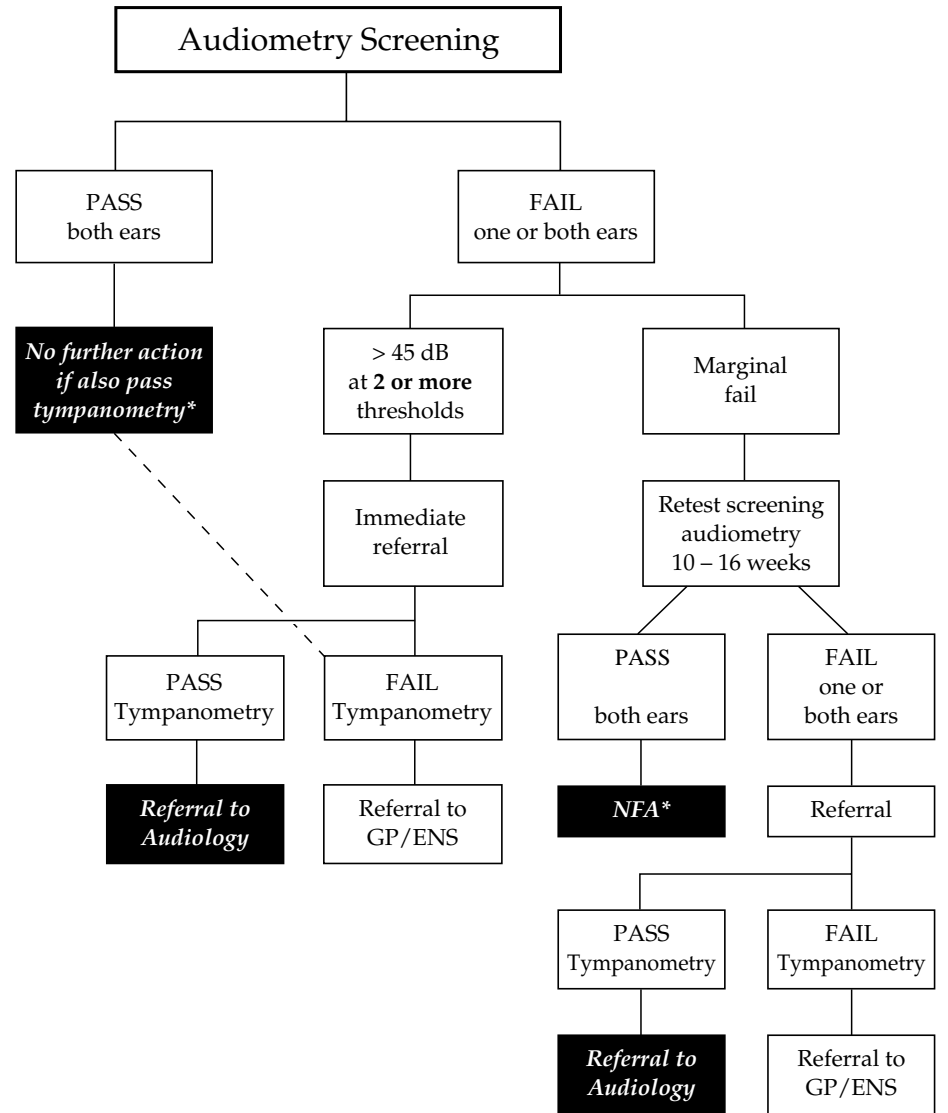 Audiometry Screening
PASS
both ears
FAIL
one or both ears
No further action
if also pass
tympanometry*
> 45 dB
at 2 or more
thresholds
Marginal
fail
Immediate
referral
Retest screening
audiometry
10 – 16 weeks
PASS
Tympanometry
FAIL
Tympanometry
PASS
both ears
FAIL
one or
both ears
Referral to
Audiology
Referral to
GP/ENS
NFA*
Referral
PASS
Tympanometry
FAIL
Tympanometry
Referral to
Audiology
Referral to
GP/ENS